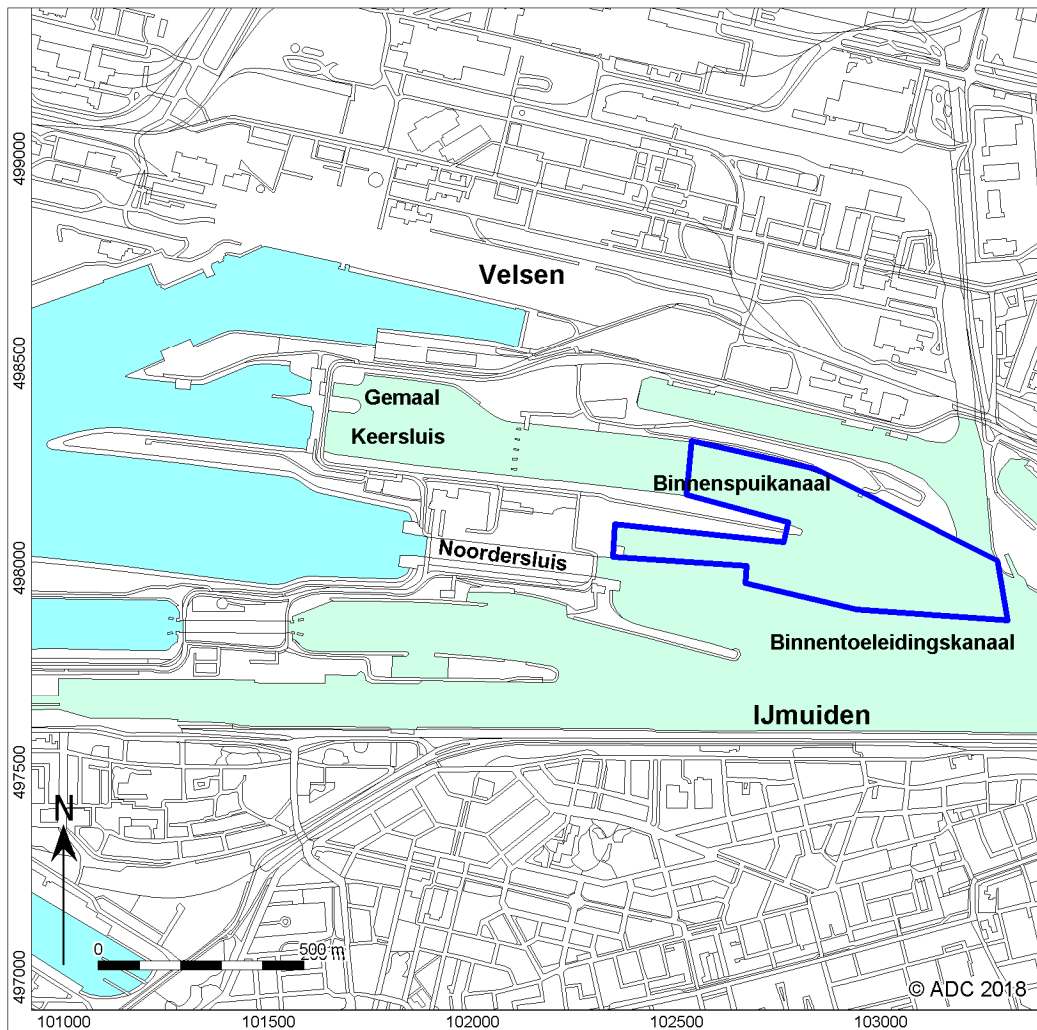 499000
Velsen
498500
Gemaal
Keersluis
Binnenspuikanaal
498000
Noordersluis
Binnentoeleidingskanaal
IJmuiden
497500
N
0
500 m
497000
© ADC 2018
101000
101500
102000
102500
103000